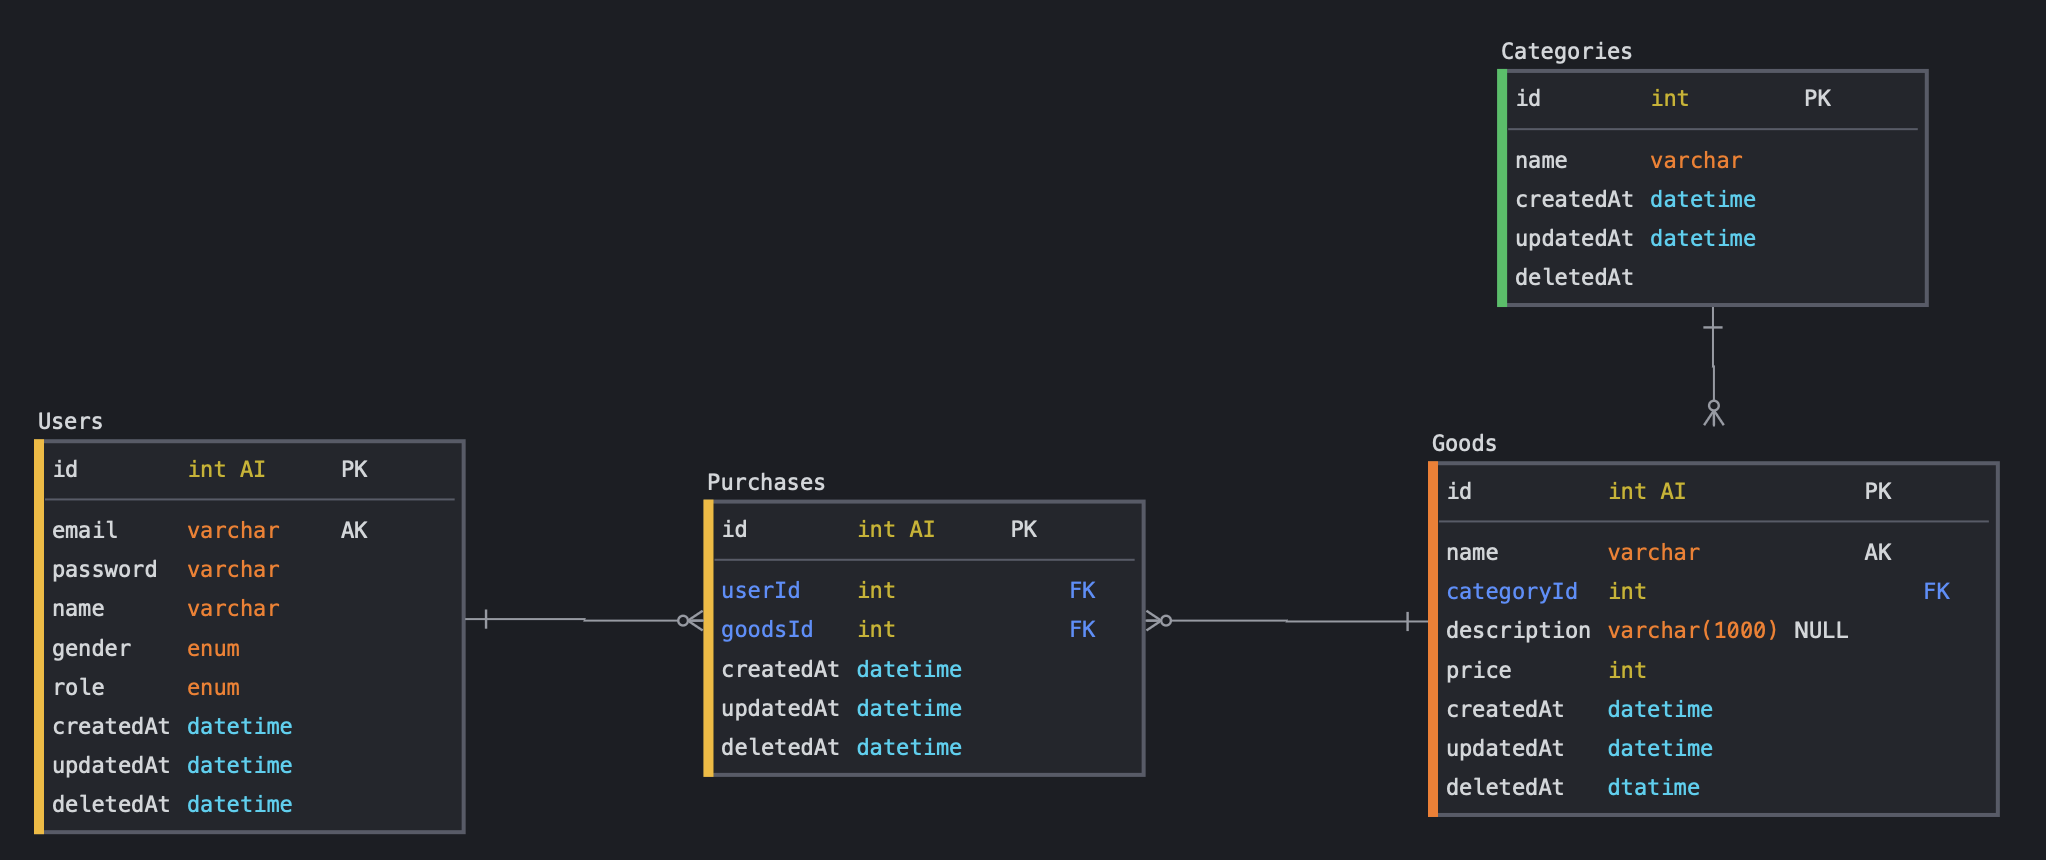 Categories
id int PK
name varchar
createdAt datetime
updatedAt datetime
deletedAt
Users
id int AI PK
email varchar AK
password varchar
name varchar
gender enum
role enum
createdAt datetime
updatedAt datetime
deletedAt datetime
Purchases
id int AI PK
userId int FK
goodsId int FK
createdAt datetime
updatedAt datetime
deletedAt datetime
Goods
id int AI PK
name varchar AK
categoryId int FK
description varchar(1000) NULL
price int
createdAt datetime
updatedAt datetime
deletedAt dtatime